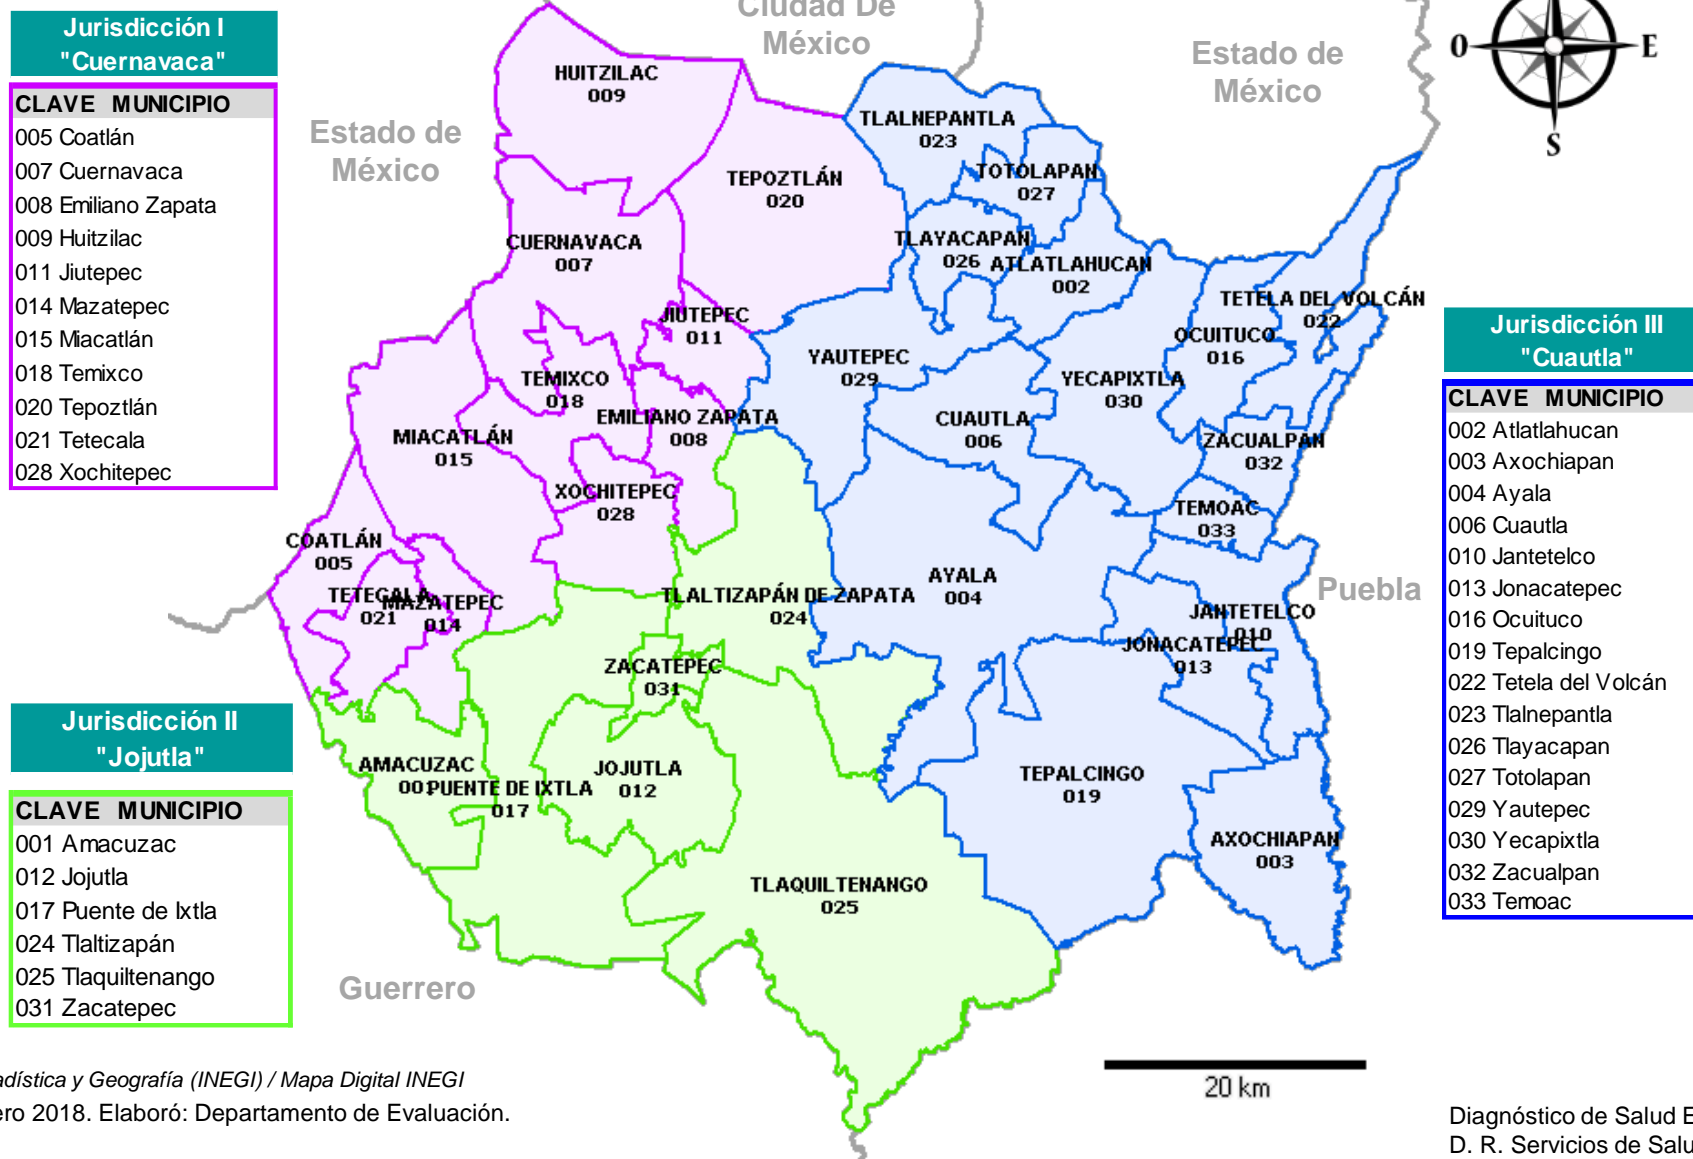 Jurisdicción I
"Cuernavaca"
CLAVE MUNICIPIO
005 Coatlán
007 Cuernavaca
008 Emiliano Zapata
009 Huitzilac
011 Jiutepec
014 Mazatepec
015 Miacatlán
018 Temixco
020 Tepoztlán
021 Tetecala
028 Xochitepec
Jurisdicción II
"Jojutla"
CLAVE MUNICIPIO
001 Amacuzac
012 Jojutla
017 Puente de Ixtla
024 Tlaltizapán
025 Tlaquiltenango
031 Zacatepec
Ciudad De
México
Estado de
México
Estado de
México
Puebla
Guerrero
O
E
S
HUITZILAC
009
TEPOZTLÁN
020
CUERNAVACA
007
JIUTEPEC
011
TEMIXCO
018
EMILIANO ZAPATA
008
MIACATLÁN
015
XOCHITEPEC
028
COATLÁN
005
TETECALA
021
MAZATEPEC
014
TLALNEPANTLA
023
TOTOLAPAN
027
TLAYACAPAN
026
ATLATLAHUCAN
002
TETELA DEL VOLCÁN
022
OCUITUCO
016
YAUTEPEC
029
YECAPIXTLA
030
CUAUTLA
006
ZACUALPAN
032
TEMOAC
033
AYALA
004
JANTETELCO
010
JONACATEPEC
013
TEPALCINGO
019
AXOCHIAPAN
003
TLALTIZAPÁN DE ZAPATA
024
ZACATEPEC
031
AMACUZAC
00
PUENTE DE IXTLA
017
JOJUTLA
012
TLAQUILTENANGO
025
Jurisdicción III
"Cuautla"
CLAVE MUNICIPIO
002 Atlatlahucan
003 Axochiapan
004 Ayala
006 Cuautla
010 Jantetelco
013 Jonacatepec
016 Ocuituco
019 Tepalcingo
022 Tetela del Volcán
023 Tlalnepantla
026 Tlayacapan
027 Totolapan
029 Yautepec
030 Yecapixtla
032 Zacualpan
033 Temoac
20 km
adística y Geografía (INEGI) / Mapa Digital INEGI
ero 2018. Elaboró: Departamento de Evaluación.
Diagnóstico de Salud E
D. R. Servicios de Salu